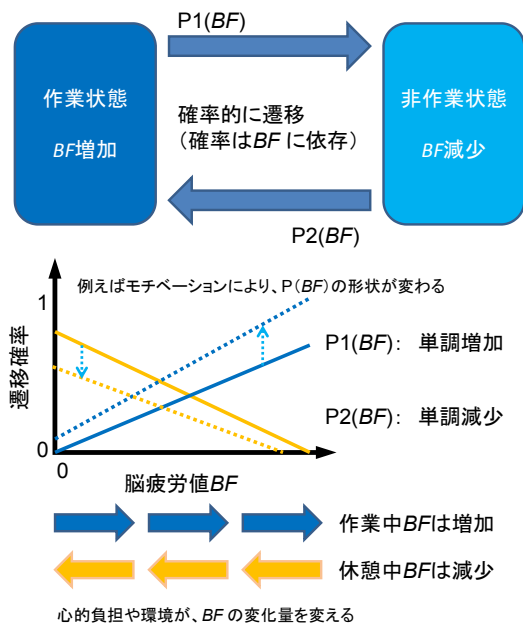 P1(BF)
作業状態
BF増加
確率的に遷移
（確率はBF に依存）
非作業状態
BF減少
P2(BF)
例えばモチベーションにより、P(BF)の形状が変わる
1
遷移確率
P1(BF)： 単調増加
P2(BF)： 単調減少
0
0
脳疲労値BF
作業中BFは増加
休憩中BFは減少
心的負担や環境が、BF の変化量を変える